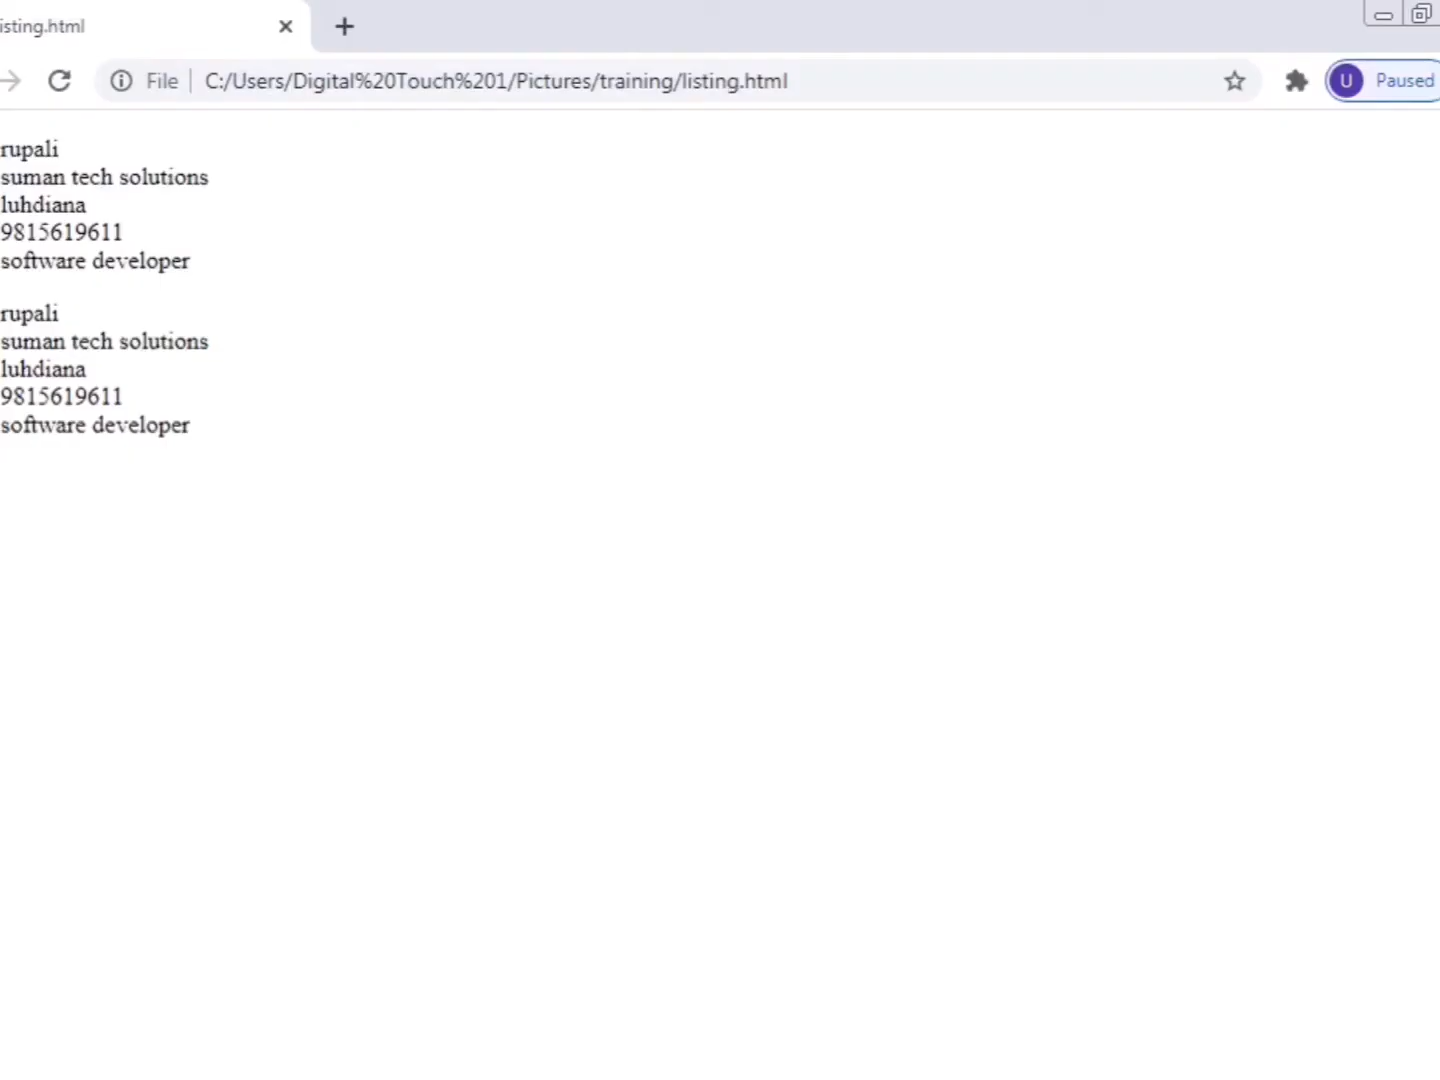 isting.html
File
C:/Users/Digital%20Touch%201/Pictures/training/listing.html
U
Paused
rupali
suman tech solutions
luhdiana
9815619611
software developer
rupali
suman tech solutions
luhdiana
9815619611
software developer